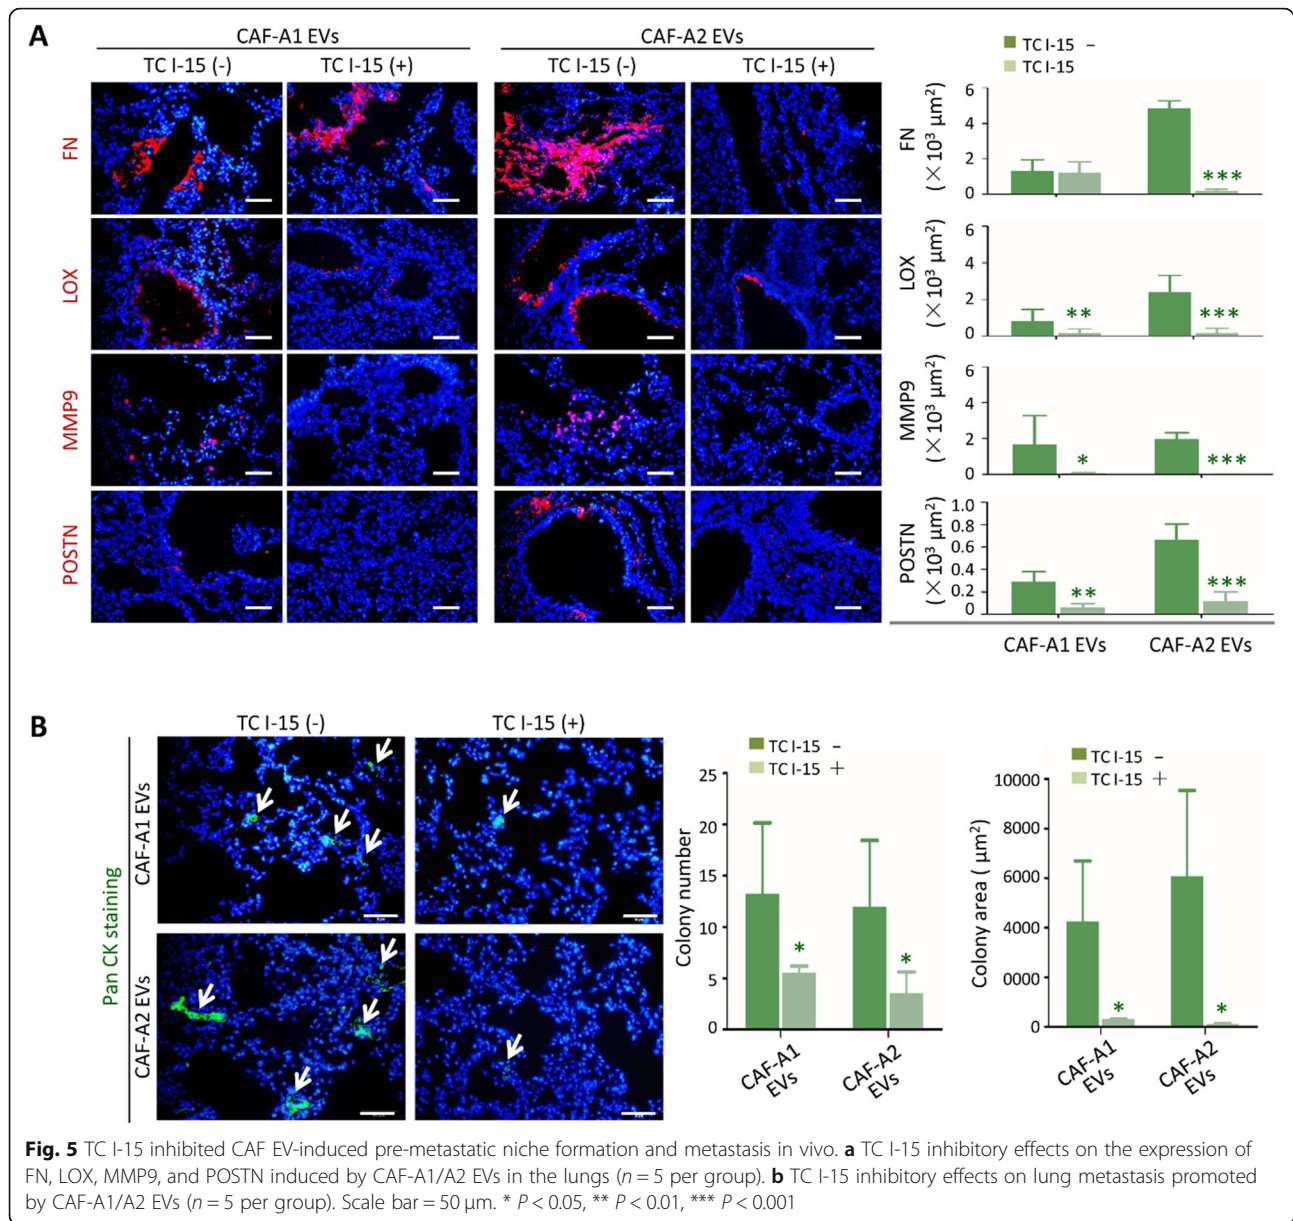 A
CAF-A1 EVs
CAF-A2 EVs
TC I-15 (-)
TC I-15 (+)
TC I-15 (-)
TC I-15 (+)
TC I-15 −
TC I-15
FN
FN
(×10³ μm²)
6
4
2
0
***
LOX
LOX
(×10³ μm²)
6
4
2
0
**
***
MMP9
MMP9
(×10³ μm²)
6
4
2
0
*
***
POSTN
POSTN
(×10³ μm²)
1.0
0.8
0.6
0.4
0.2
0
**
***
CAF-A1 EVs
CAF-A2 EVs
B
TC I-15 (-)
TC I-15 (+)
Pan CK staining
CAF-A1 EVs
CAF-A2 EVs
TC I-15 −
TC I-15 +
Colony number
25
20
15
10
5
0
*
*
CAF-A1
EVs
CAF-A2
EVs
TC I-15 −
TC I-15 +
Colony area ( μm²)
10000
8000
6000
4000
0000
0
*
*
CAF-A1
EVs
CAF-A2
EVs
Fig. 5 TC I-15 inhibited CAF EV-induced pre-metastatic niche formation and metastasis in vivo. a TC I-15 inhibitory effects on the expression of
FN, LOX, MMP9, and POSTN induced by CAF-A1/A2 EVs in the lungs (n = 5 per group). b TC I-15 inhibitory effects on lung metastasis promoted
by CAF-A1/A2 EVs (n = 5 per group). Scale bar = 50 μm. * P < 0.05, ** P < 0.01, *** P < 0.001